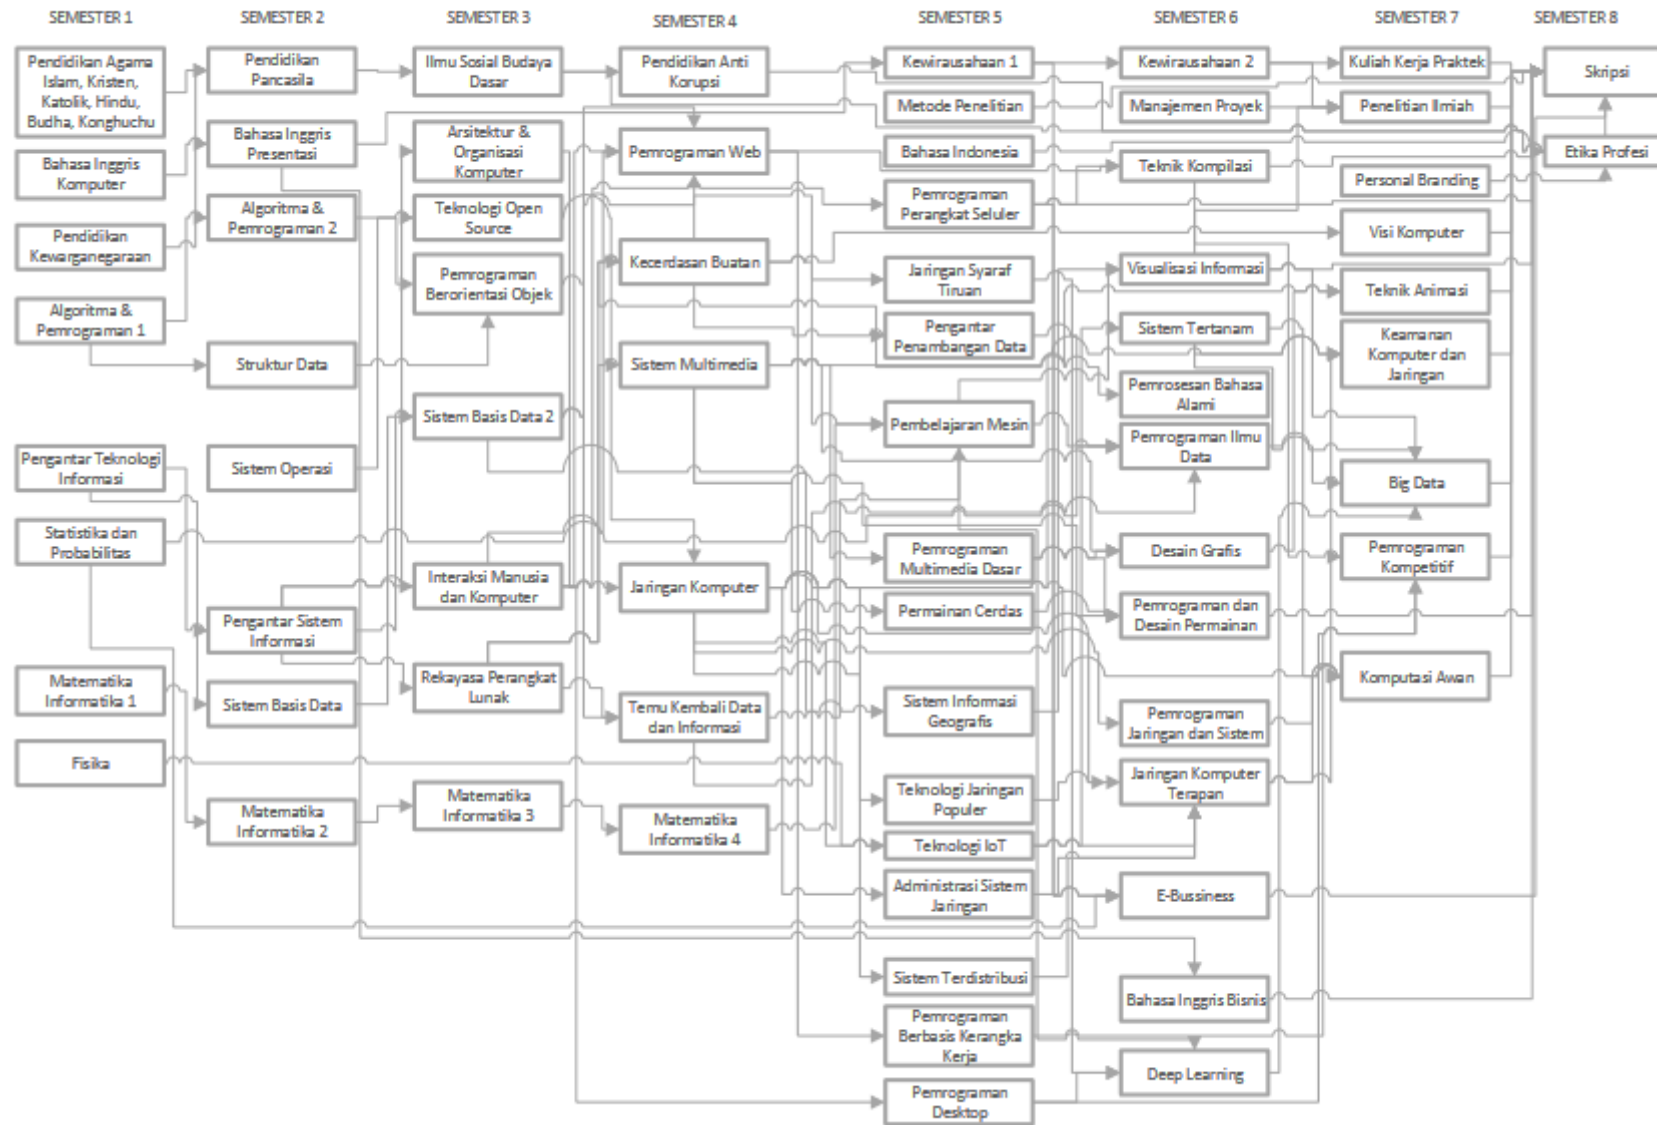 SEMESTER 1
Pendidikan Agama
Islam, Kristen,
Katolik, Hindu,
Budha, Konghuchu
Bahasa Inggris
Komputer
Pendidikan
Kewarganegaraan
Algoritma &
Pemrograman 1
Pengantar Teknologi
Informasi
Statistika dan
Probabilitas
Matematika
Informatika 1
Fisika
SEMESTER 2
Pendidikan
Pancasila
Bahasa Inggris
Presentasi
Algoritma &
Pemrograman 2
Struktur Data
Sistem Operasi
Pengantar Sistem
Informasi
Sistem Basis Data
Matematika
Informatika 2
SEMESTER 3
Ilmu Sosial Budaya
Dasar
Arsitektur &
Organisasi
Komputer
Teknologi Open
Source
Pemrograman
Berorientasi Objek
Sistem Basis Data 2
Interaksi Manusia
dan Komputer
Rekayasa Perangkat
Lunak
Matematika
Informatika 3
SEMESTER 4
Pendidikan Anti
Korupsi
Pemrograman Web
Kecerdasan Buatan
Sistem Multimedia
Jaringan Komputer
Temu Kembali Data
dan Informasi
Matematika
Informatika 4
SEMESTER 5
Kewirausahaan 1
Metode Penelitian
Bahasa Indonesia
Pemrograman
Perangkat Seluler
Jaringan Syaraf
Tiruan
Pengantar
Penambangan Data
Pembelajaran Mesin
Pemrograman
Multimedia Dasar
Permainan Cerdas
Sistem Informasi
Geografis
Teknologi Jaringan
Populer
Teknologi IoT
Administrasi Sistem
Jaringan
Sistem Terdistribusi
Pemrograman
Berbasis Kerangka
Kerja
Pemrograman
Desktop
SEMESTER 6
Kewirausahaan 2
Manajemen Proyek
Teknik Kompilasi
Visualisasi Informasi
Sistem Tertanam
Pemrosesan Bahasa
Alami
Pemrograman Ilmu
Data
Desain Grafis
Pemrograman dan
Desain Permainan
Pemrograman
Jaringan dan Sistem
Jaringan Komputer
Terapan
E-Bussiness
Bahasa Inggris Bisnis
Deep Learning
SEMESTER 7
Kuliah Kerja Praktek
Penelitian Ilmiah
Personal Branding
Visi Komputer
Teknik Animasi
Keamanan
Komputer dan
Jaringan
Big Data
Pemrograman
Kompetitif
Komputasi Awan
SEMESTER 8
Skripsi
Etika Profesi